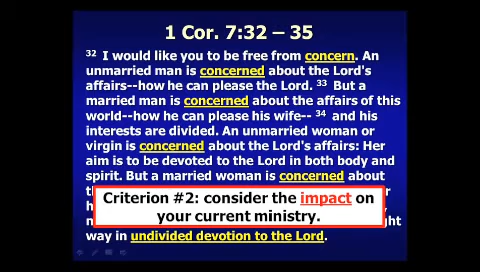 1 Cor. 7:32 – 35
32 I would like you to be free from concern. An
unmarried man is concerned about the Lord's
affairs--how he can please the Lord. 33 But a
married man is concerned about the affairs of this
world--how he can please his wife-- 34 and his
interests are divided. An unmarried woman or
virgin is concerned about the Lord's affairs: Her
aim is to be devoted to the Lord in both body and
spirit. But a married woman is concerned about
Criterion #2: consider the impact on
your current ministry.
way in undivided devotion to the Lord.